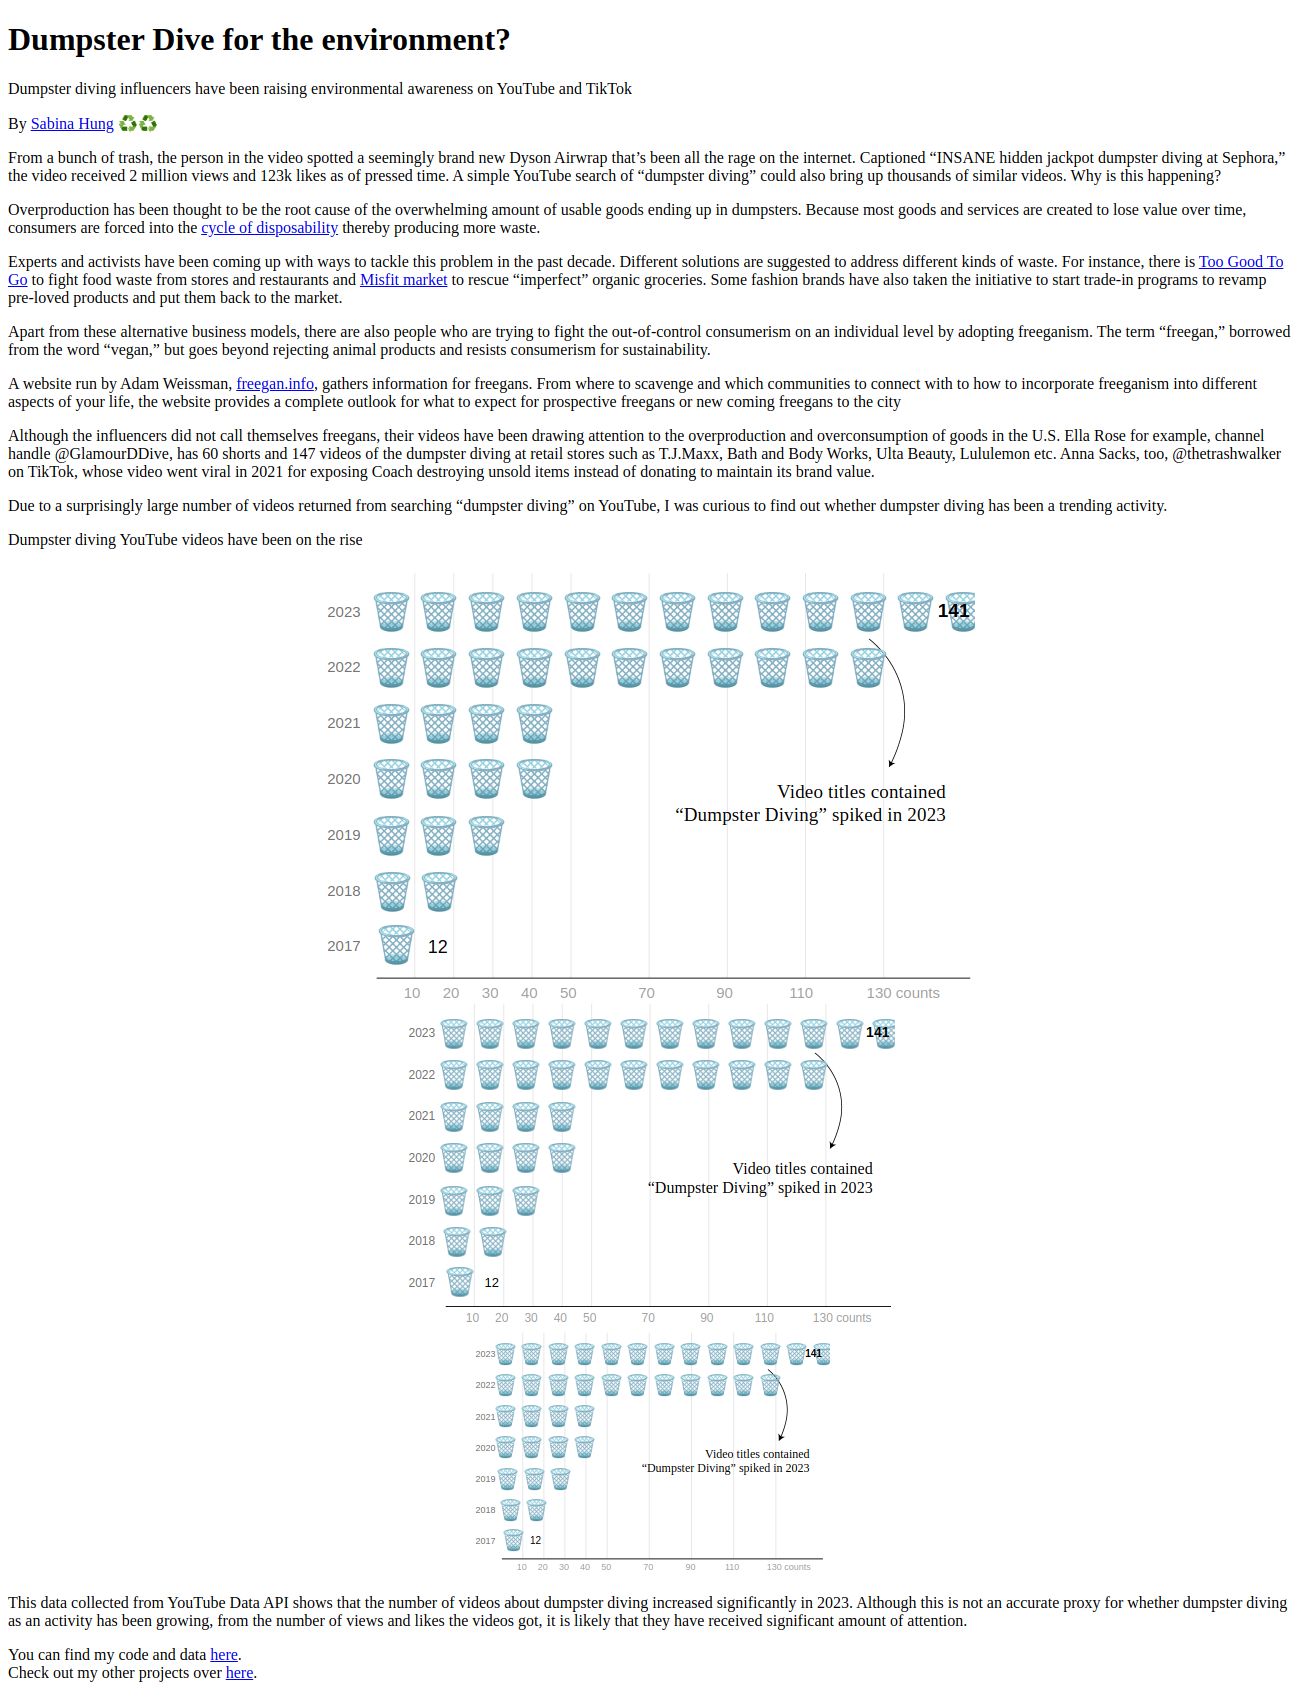 Dumpster Dive for the environment?
Dumpster diving influencers have been raising environmental awareness on YouTube and TikTok
By Sabina Hung ♻️♻️
From a bunch of trash, the person in the video spotted a seemingly brand new Dyson Airwrap that’s been all the rage on the internet. Captioned “INSANE hidden jackpot dumpster diving at Sephora,”
the video received 2 million views and 123k likes as of pressed time. A simple YouTube search of “dumpster diving” could also bring up thousands of similar videos. Why is this happening?
Overproduction has been thought to be the root cause of the overwhelming amount of usable goods ending up in dumpsters. Because most goods and services are created to lose value over time,
consumers are forced into the cycle of disposability thereby producing more waste.
Experts and activists have been coming up with ways to tackle this problem in the past decade. Different solutions are suggested to address different kinds of waste. For instance, there is Too Good To
Go to fight food waste from stores and restaurants and Misfit market to rescue “imperfect” organic groceries. Some fashion brands have also taken the initiative to start trade-in programs to revamp
pre-loved products and put them back to the market.
Apart from these alternative business models, there are also people who are trying to fight the out-of-control consumerism on an individual level by adopting freeganism. The term “freegan,” borrowed
from the word “vegan,” but goes beyond rejecting animal products and resists consumerism for sustainability.
A website run by Adam Weissman, freegan.info, gathers information for freegans. From where to scavenge and which communities to connect with to how to incorporate freeganism into different
aspects of your life, the website provides a complete outlook for what to expect for prospective freegans or new coming freegans to the city
Although the influencers did not call themselves freegans, their videos have been drawing attention to the overproduction and overconsumption of goods in the U.S. Ella Rose for example, channel
handle @GlamourDDive, has 60 shorts and 147 videos of the dumpster diving at retail stores such as T.J.Maxx, Bath and Body Works, Ulta Beauty, Lululemon etc. Anna Sacks, too, @thetrashwalker
on TikTok, whose video went viral in 2021 for exposing Coach destroying unsold items instead of donating to maintain its brand value.
Due to a surprisingly large number of videos returned from searching “dumpster diving” on YouTube, I was curious to find out whether dumpster diving has been a trending activity.
Dumpster diving YouTube videos have been on the rise
2023 141
2022
2021
2020
Video titles contained
“Dumpster Diving” spiked in 2023
2019
2018
2017 12
10 20 30 40 50 70 90 110 130 counts
2023 141
2022
2021
2020
Video titles contained
“Dumpster Diving” spiked in 2023
2019
2018
2017 12
10 20 30 40 50 70 90 110 130 counts
2023 141
2022
2021
2020
Video titles contained
“Dumpster Diving” spiked in 2023
2019
2018
2017 12
10 20 30 40 50 70 90 110 130 counts
This data collected from YouTube Data API shows that the number of videos about dumpster diving increased significantly in 2023. Although this is not an accurate proxy for whether dumpster diving
as an activity has been growing, from the number of views and likes the videos got, it is likely that they have received significant amount of attention.
You can find my code and data here.
Check out my other projects over here.